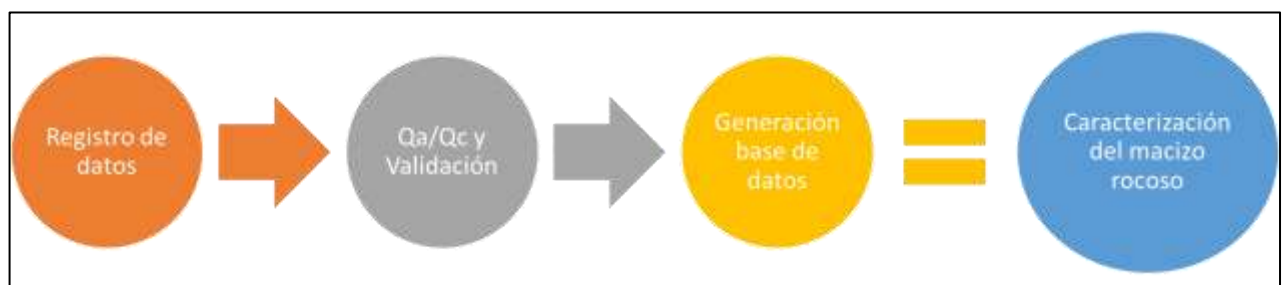 Registro de
datos
Qa/Qc y
Validación
Generación
base de
datos
Caracterización
del macizo
rocoso